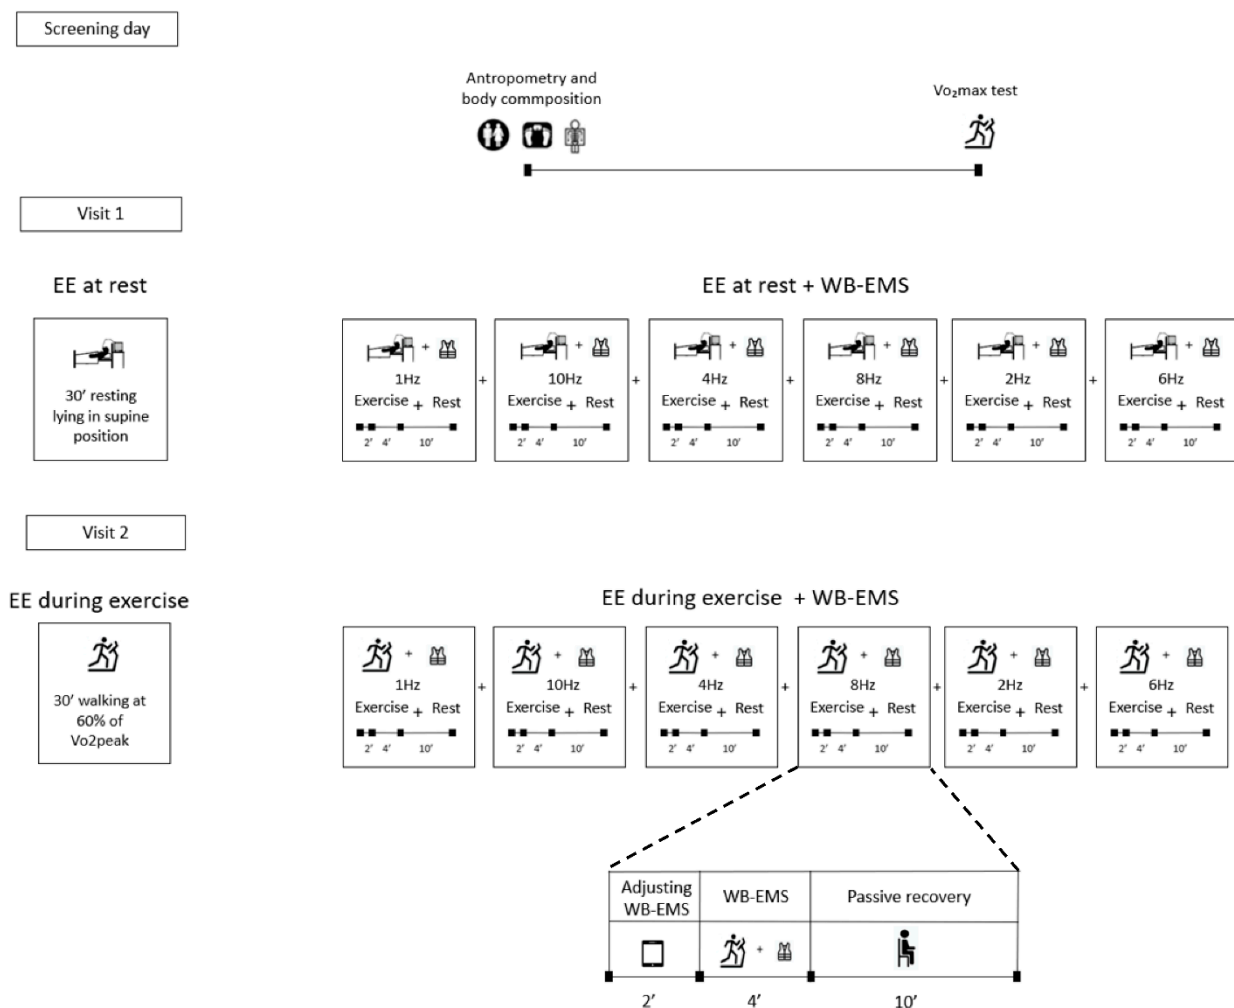 Screening day
Antropometry and
body commposition
Vo₂max test
Visit 1
EE at rest
EE at rest + WB-EMS
30′ resting
lying in supine
position
+
1Hz
Exercise + Rest
2′ 4′ 10′
+
+
10Hz
Exercise + Rest
2′ 4′ 10′
+
+
4Hz
Exercise + Rest
2′ 4′ 10′
+
+
8Hz
Exercise + Rest
2′ 4′ 10′
+
+
2Hz
Exercise + Rest
2′ 4′ 10′
+
+
6Hz
Exercise + Rest
2′ 4′ 10′
Visit 2
EE during exercise
EE during exercise + WB-EMS
30′ walking at
60% of
Vo2peak
+
1Hz
Exercise + Rest
2′ 4′ 10′
+
+
10Hz
Exercise + Rest
2′ 4′ 10′
+
+
4Hz
Exercise + Rest
2′ 4′ 10′
+
+
8Hz
Exercise + Rest
2′ 4′ 10′
+
+
2Hz
Exercise + Rest
2′ 4′ 10′
+
+
6Hz
Exercise + Rest
2′ 4′ 10′
Adjusting
WB-EMS
WB-EMS
Passive recovery
+
2′ 4′ 10′